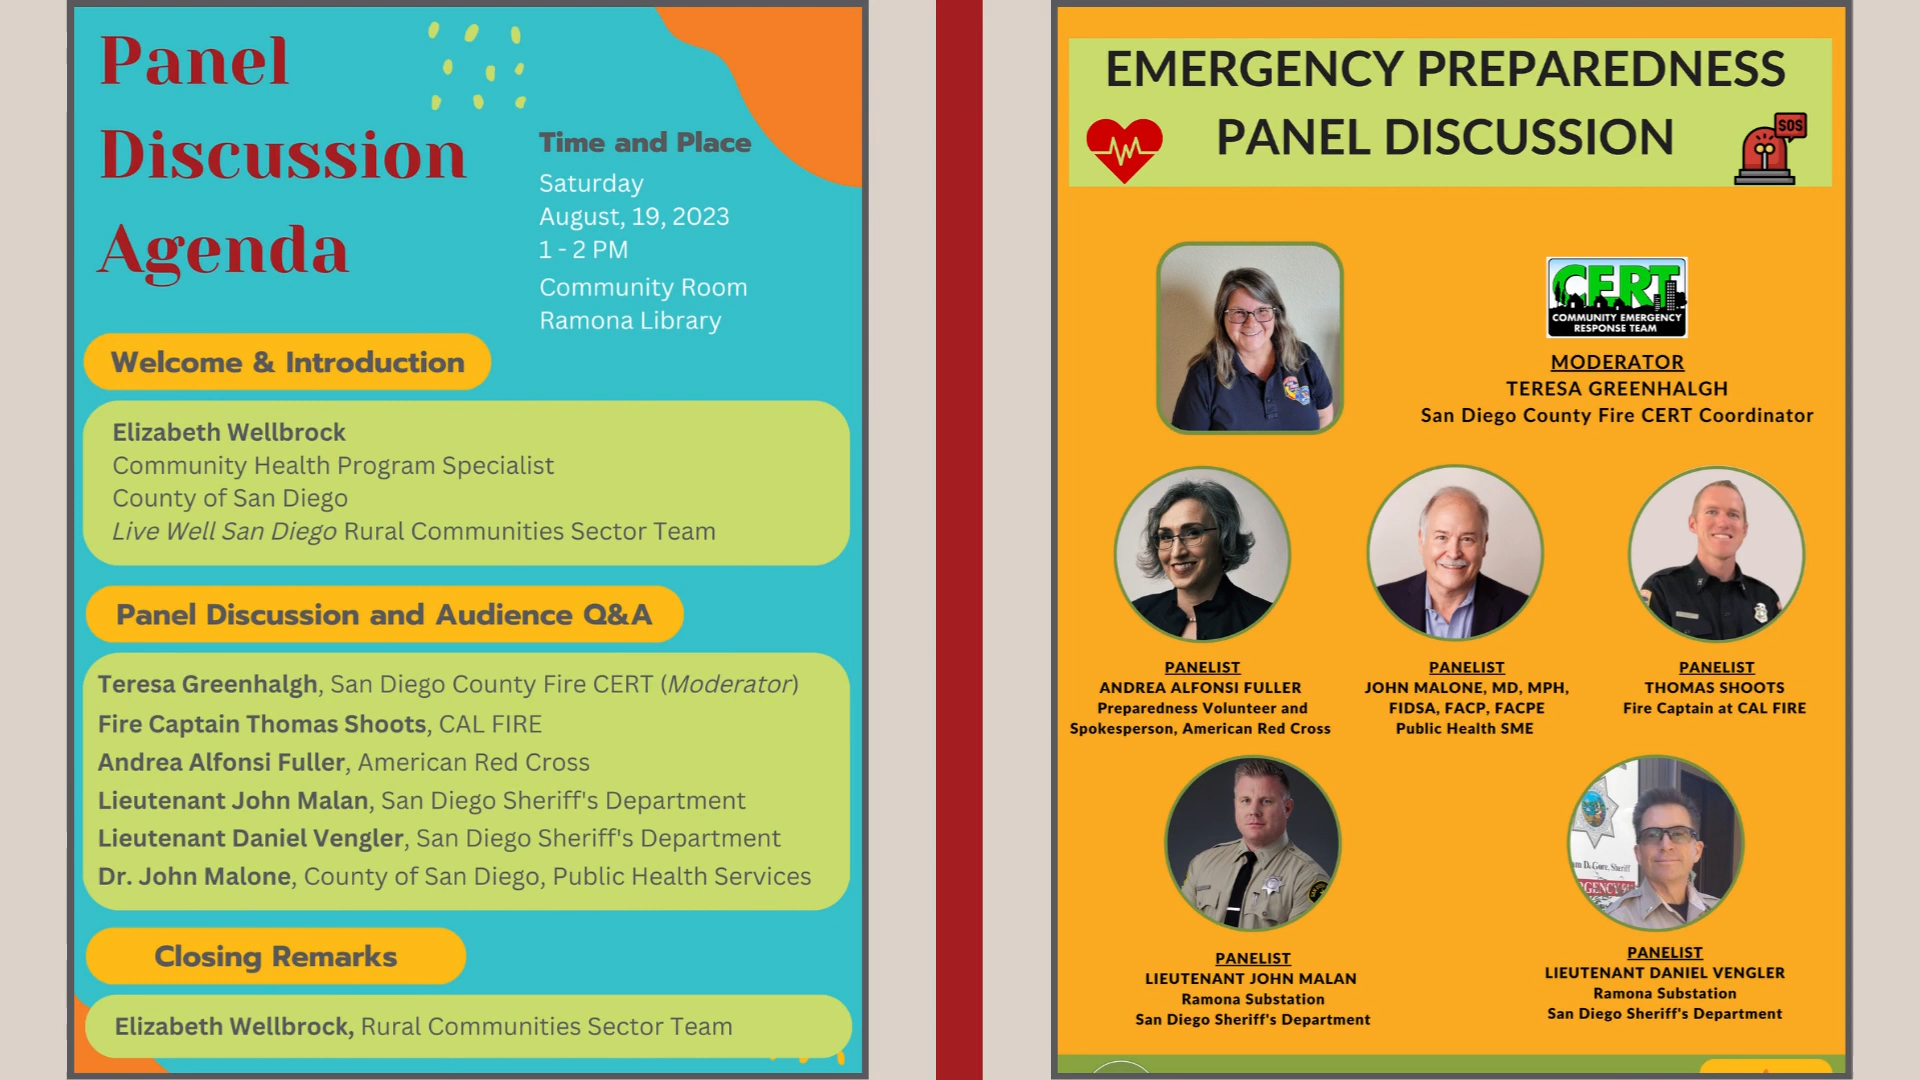 Panel
Discussion
Agenda
Time and Place
Saturday
August, 19, 2023
1 - 2 PM
Community Room
Ramona Library
Welcome & Introduction
Elizabeth Wellbrock
Community Health Program Specialist
County of San Diego
Live Well San Diego Rural Communities Sector Team
Panel Discussion and Audience Q&A
Teresa Greenhalgh, San Diego County Fire CERT (Moderator)
Fire Captain Thomas Shoots, CAL FIRE
Andrea Alfonsi Fuller, American Red Cross
Lieutenant John Malan, San Diego Sheriff's Department
Lieutenant Daniel Vengler, San Diego Sheriff's Department
Dr. John Malone, County of San Diego, Public Health Services
Closing Remarks
Elizabeth Wellbrock, Rural Communities Sector Team
EMERGENCY PREPAREDNESS
PANEL DISCUSSION
SOS
CERT
COMMUNITY EMERGENCY
RESPONSE TEAM
MODERATOR
TERESA GREENHALGH
San Diego County Fire CERT Coordinator
PANELIST
ANDREA ALFONSI FULLER
Preparedness Volunteer and
Spokesperson, American Red Cross
PANELIST
JOHN MALONE, MD, MPH,
FIDSA, FACP, FACPE
Public Health SME
PANELIST
THOMAS SHOOTS
Fire Captain at CAL FIRE
D. Gore, Sheriff
PANELIST
LIEUTENANT JOHN MALAN
Ramona Substation
San Diego Sheriff's Department
PANELIST
LIEUTENANT DANIEL VENGLER
Ramona Substation
San Diego Sheriff's Department